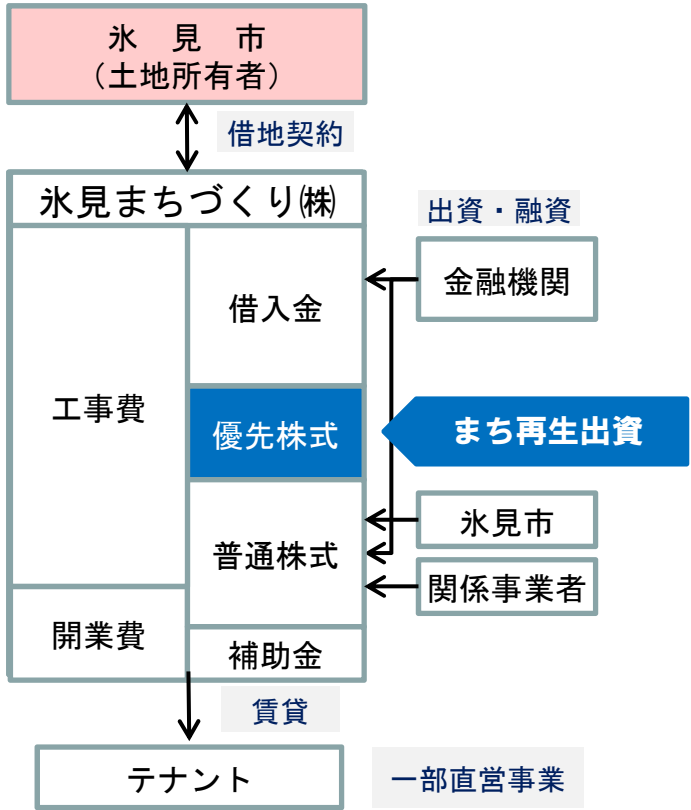 氷 見 市
（土地所有者）
借地契約
氷見まちづくり㈱
出資・融資
金融機関
借入金
工事費
優先株式
まち再生出資
氷見市
普通株式
関係事業者
開業費
補助金
賃貸
テナント
一部直営事業